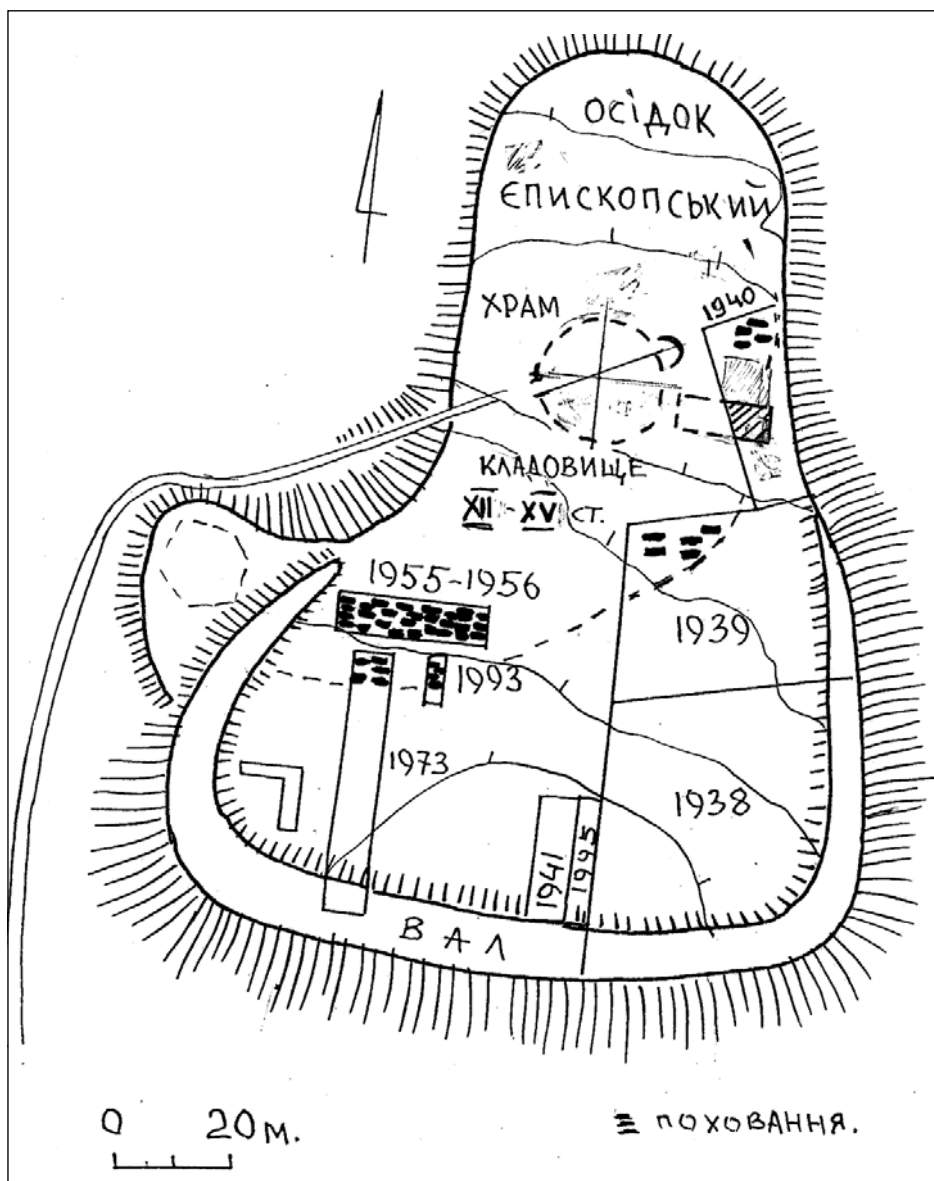 ОСІДОК
ЄПИСКОПСЬКИЙ
ХРАМ
1940
КЛАДОВИЩЕ
XII - XV СТ.
1955-1956
1939
1993
1973
1938
1941
1995
ВАЛ
0 20 м.
ПОХОВАННЯ.